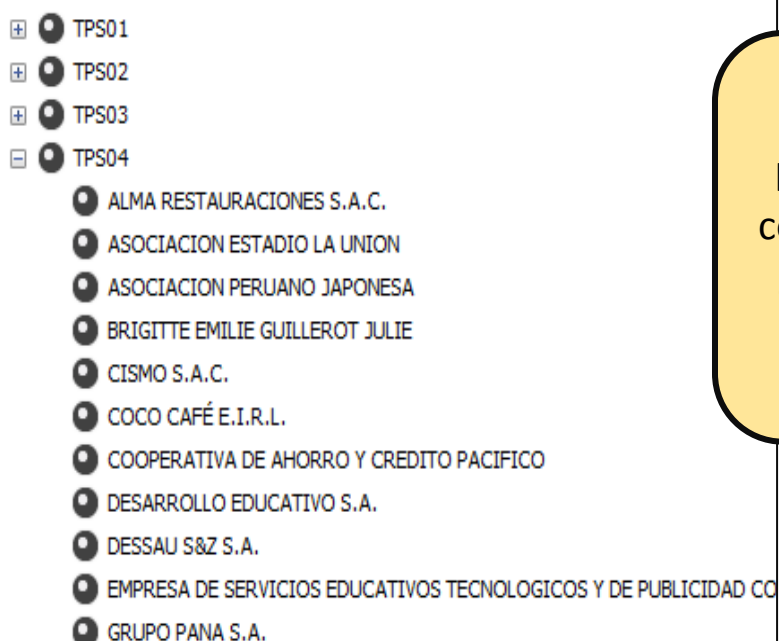 TPS01
TPS02
TPS03
TPS04
ALMA RESTAURACIONES S.A.C.
ASOCIACION ESTADIO LA UNION
ASOCIACION PERUANO JAPONESA
BRIGITTE EMILIE GUILLEROT JULIE
CISMO S.A.C.
COCO CAFÉ E.I.R.L.
COOPERATIVA DE AHORRO Y CREDITO PACIFICO
DESARROLLO EDUCATIVO S.A.
DESSAU S&Z S.A.
EMPRESA DE SERVICIOS EDUCATIVOS TECNOLOGICOS Y DE PUBLICIDAD
GRUPO PANA S.A.